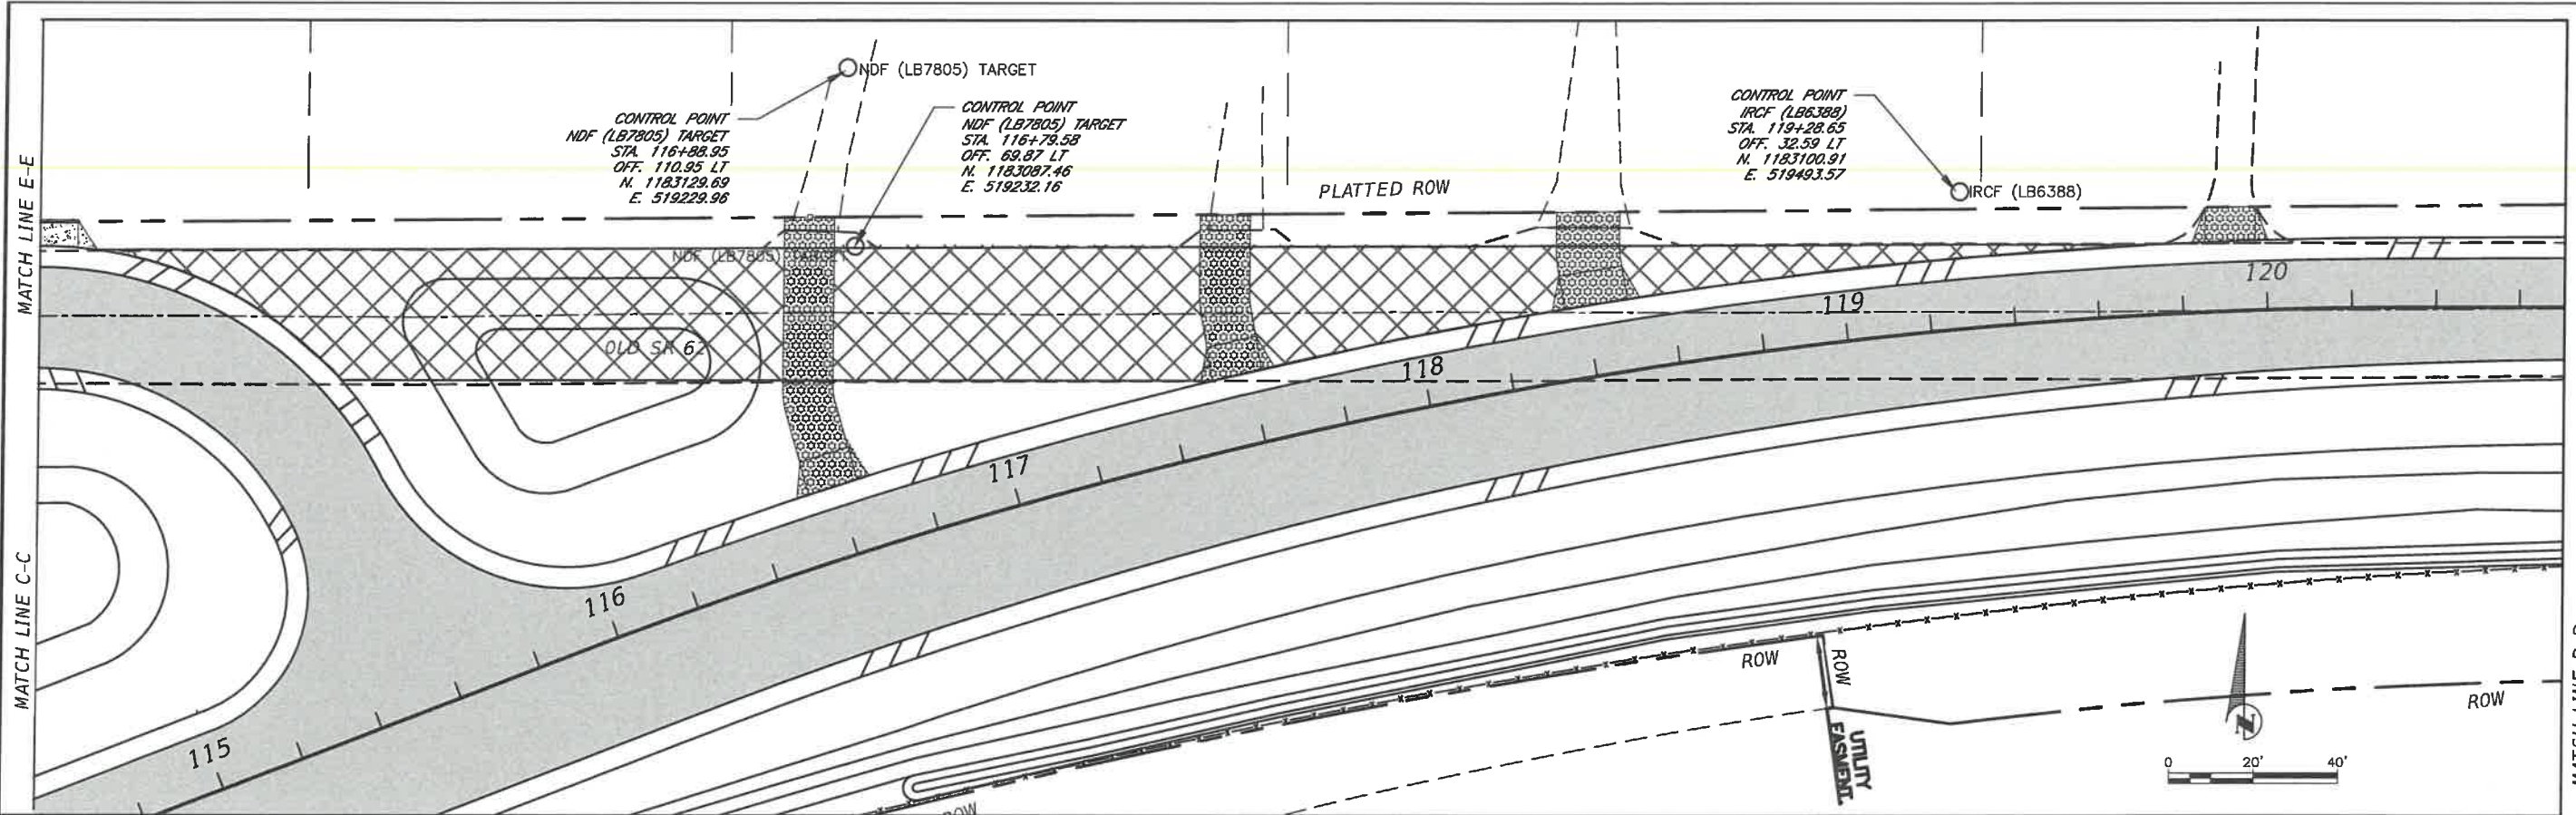 NDF (LB7805) TARGET
CONTROL POINT
NDF (LB7805) TARGET
STA. 116+88.95
OFF. 110.95 LT
N. 1183129.69
E. 519229.96
CONTROL POINT
NDF (LB7805) TARGET
STA. 116+79.58
OFF. 69.87 LT
N. 1183087.46
E. 519232.16
CONTROL POINT
IRCF (LB6388)
STA. 119+28.65
OFF. 32.59 LT
N. 1183100.91
E. 519493.57
IRCF (LB6388)
PLATTED ROW
MATCH LINE E-E
NDF (LB7805) TARGET
OLD SR 62
120
119
118
117
116
115
MATCH LINE C-C
ROW
ROW
ROW
ROW
UTILITY
EASMENT.
N
0 20' 40'